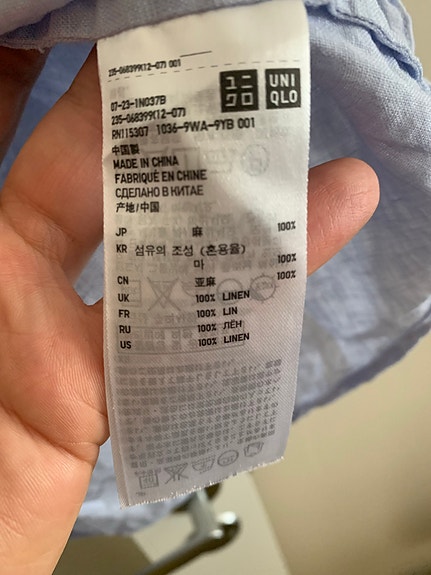 235-068399(12-07) 001
ユニクロ
UNIQLO
07-23-1N037B
235-068399(12-07)
RN115307 1036-9WA-9YB 001
中国製
MADE IN CHINA
FABRIQUÉ EN CHINE
СДЕЛАНО В КИТАЕ
产地/中国
JP 麻 100%
KR 섬유의 조성 (혼용율)
마 100%
CN 亚麻 100%
UK 100% LINEN
FR 100% LIN
RU 100% ЛЁН
US 100% LINEN